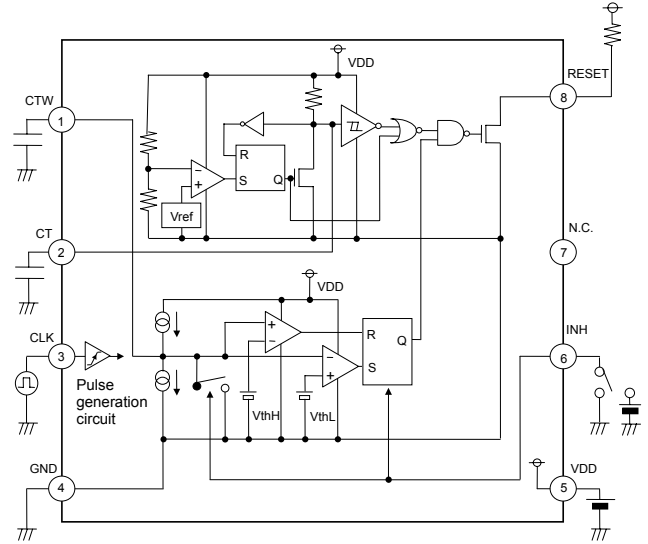 VDD
RESET
CTW
1
8
R
S
Q
Vref
−
+
N.C.
CT
2
7
VDD
CLK
3
Pulse
generation
circuit
+
−
−
+
R
S
Q
INH
6
VthH
VthL
GND
4
VDD
5